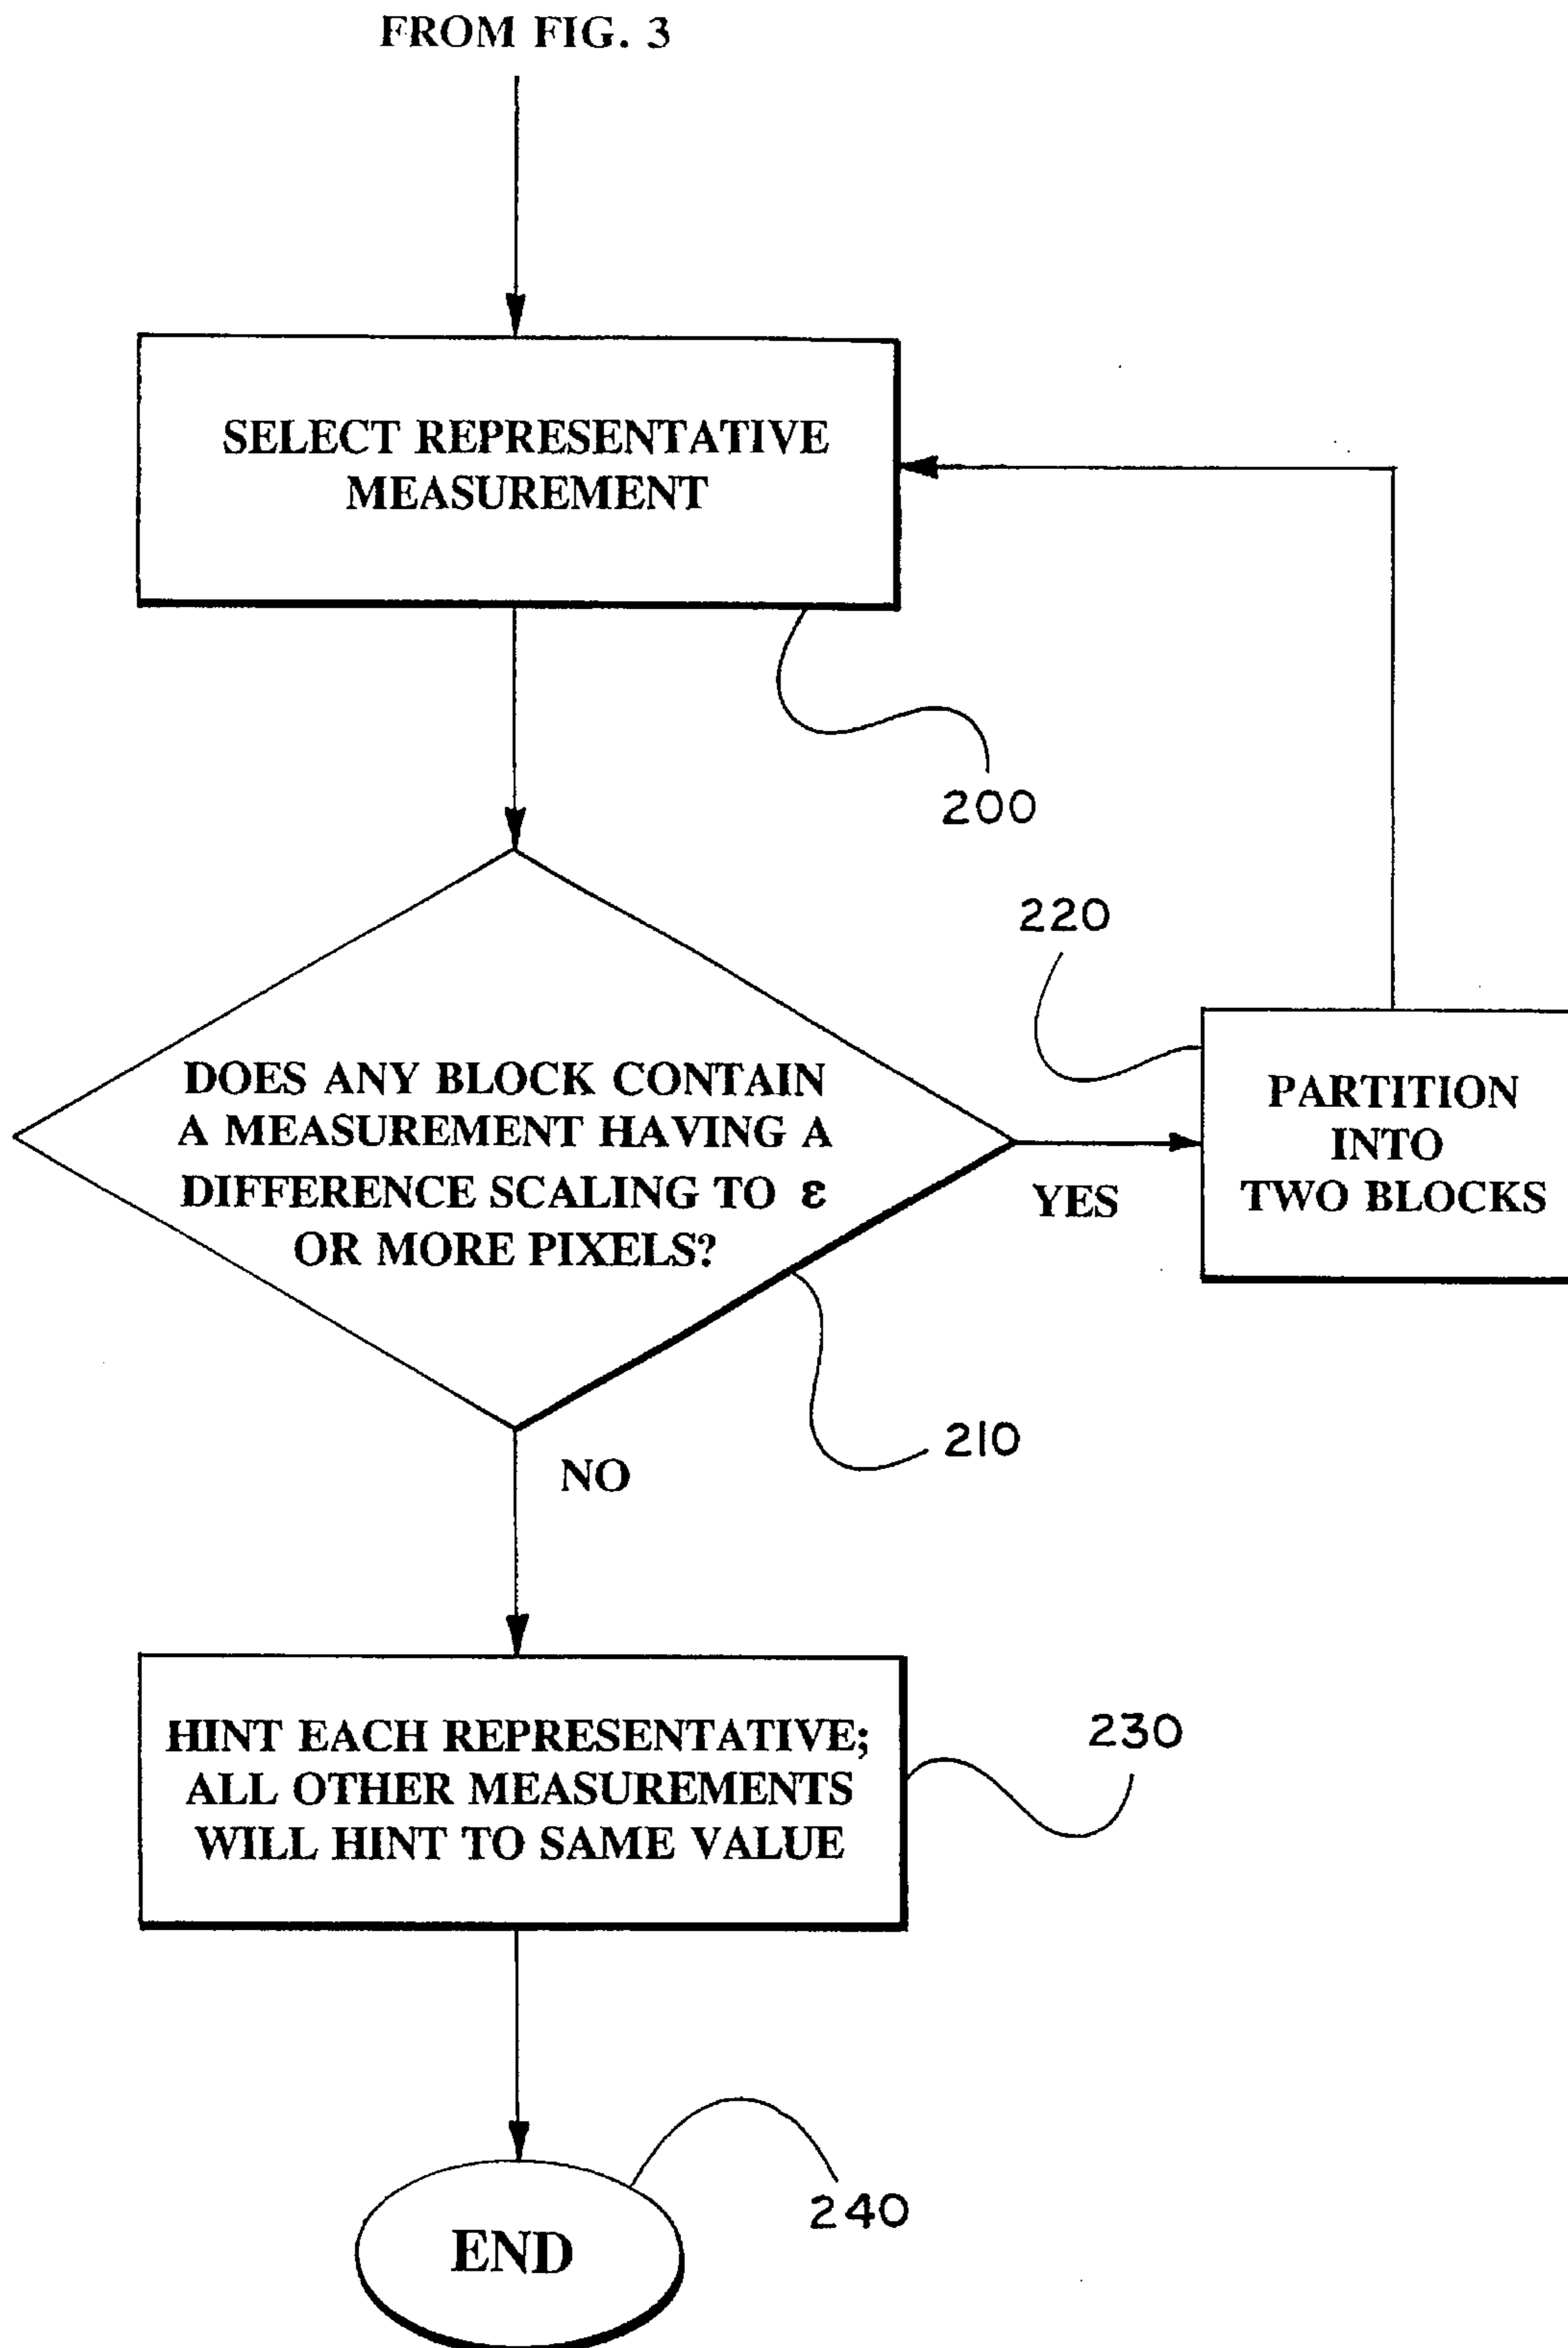 FROM FIG. 3
SELECT REPRESENTATIVE
MEASUREMENT
200
220
DOES ANY BLOCK CONTAIN
A MEASUREMENT HAVING A
DIFFERENCE SCALING TO ε
OR MORE PIXELS?
YES
PARTITION
INTO
TWO BLOCKS
210
NO
HINT EACH REPRESENTATIVE;
ALL OTHER MEASUREMENTS
WILL HINT TO SAME VALUE
230
240
END